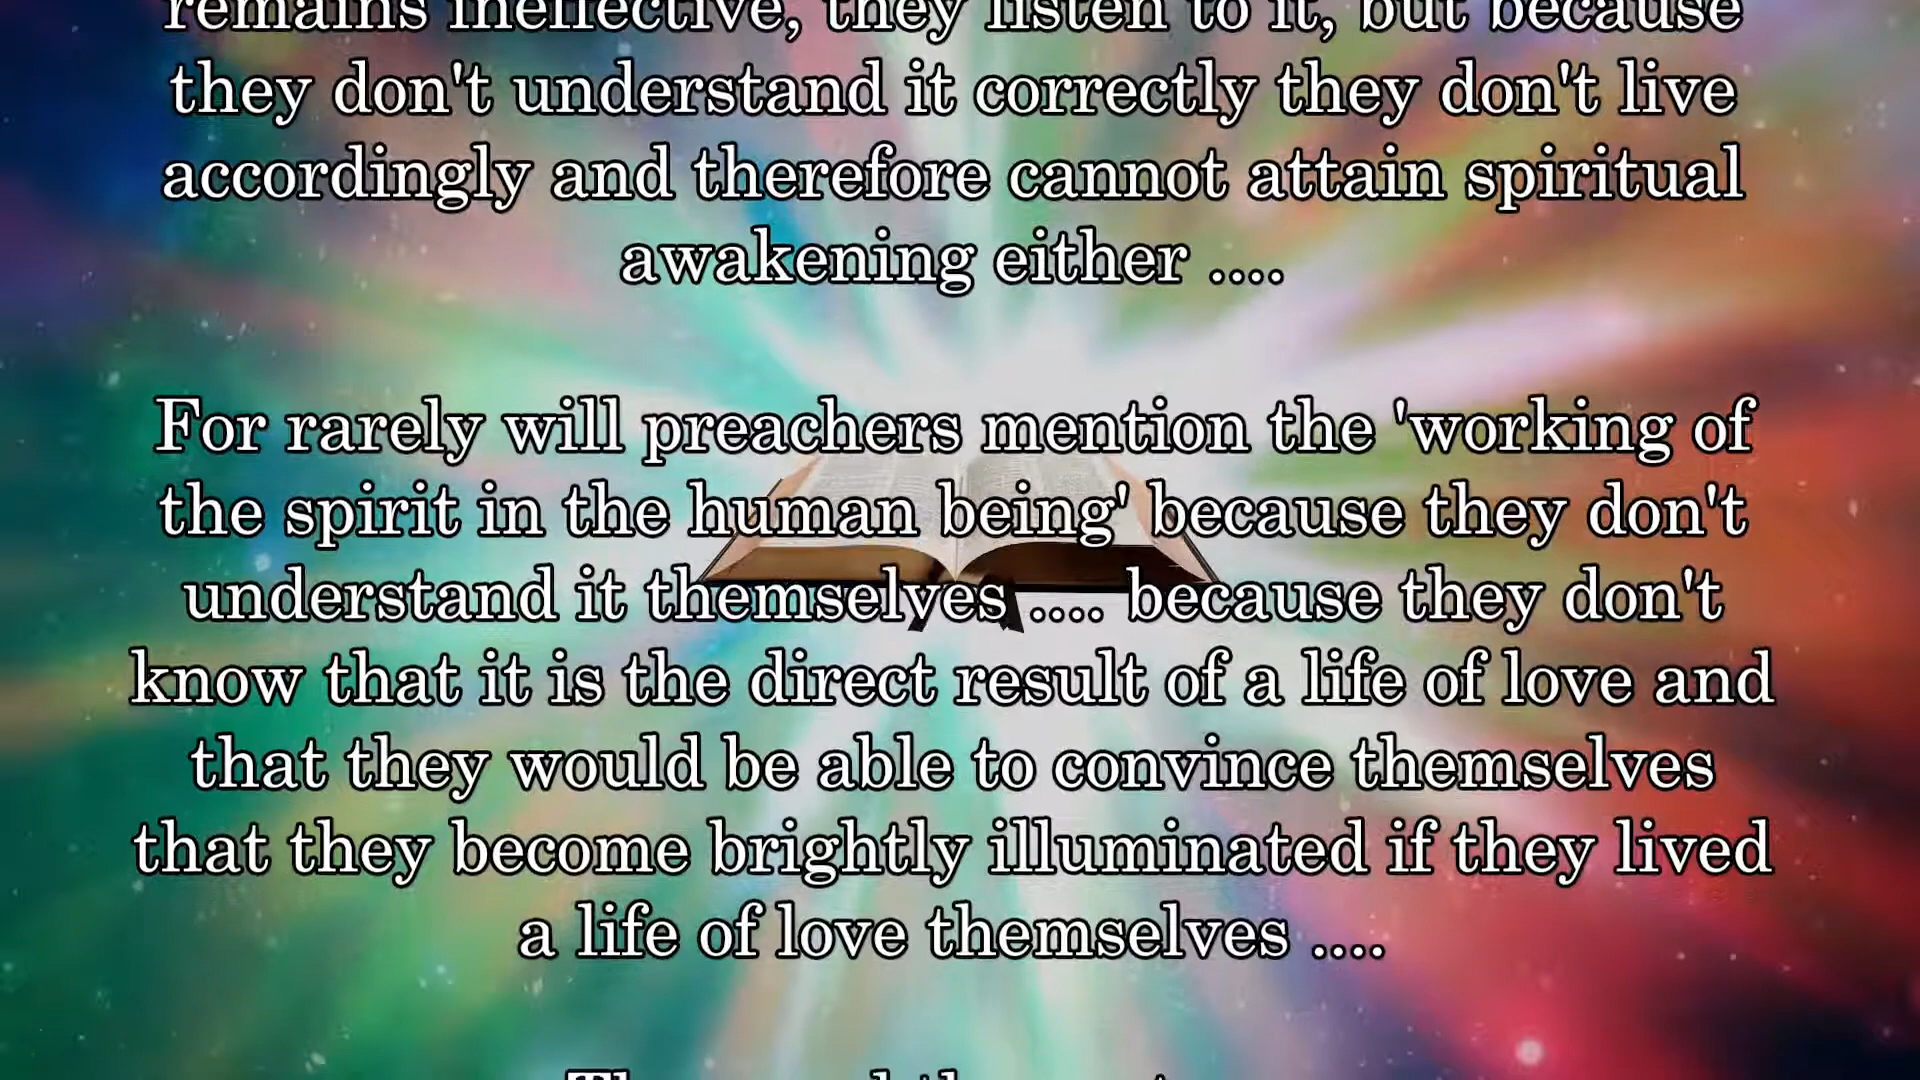 remains ineffective, they listen to it, but because
they don't understand it correctly they don't live
accordingly and therefore cannot attain spiritual
awakening either ....
For rarely will preachers mention the 'working of
the spirit in the human being' because they don't
understand it themselves .... because they don't
know that it is the direct result of a life of love and
that they would be able to convince themselves
that they become brightly illuminated if they lived
a life of love themselves ....